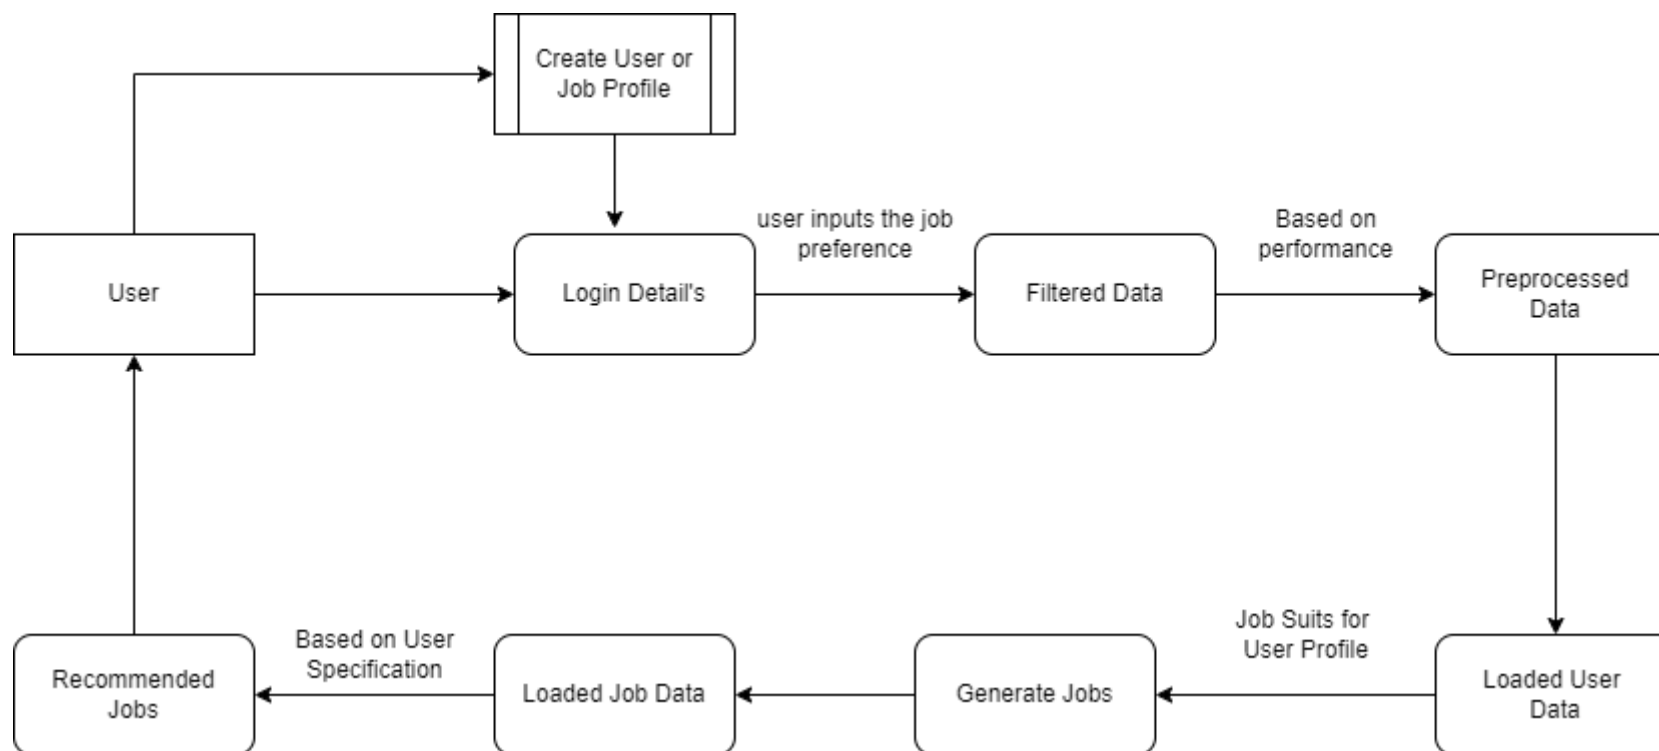 Create User or
Job Profile
user inputs the job
preference
Based on
performance
User
Login Detail's
Filtered Data
Preprocessed
Data
Job Suits for
User Profile
Based on User
Specification
Recommended
Jobs
Loaded Job Data
Generate Jobs
Loaded User
Data